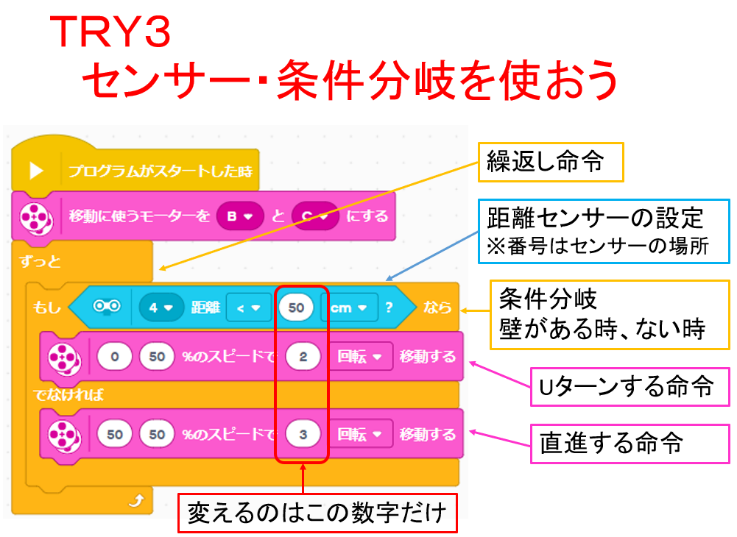 TRY3
センサー・条件分岐を使おう
プログラムがスタートした時
移動に使うモーターを B と C にする
ずっと
もし 4 距離 < 50 cm ? なら
0 50 %のスピードで 2 回転 移動する
でなければ
50 50 %のスピードで 3 回転 移動する
繰返し命令
距離センサーの設定
※番号はセンサーの場所
条件分岐
壁がある時、ない時
Uターンする命令
直進する命令
変えるのはこの数字だけ